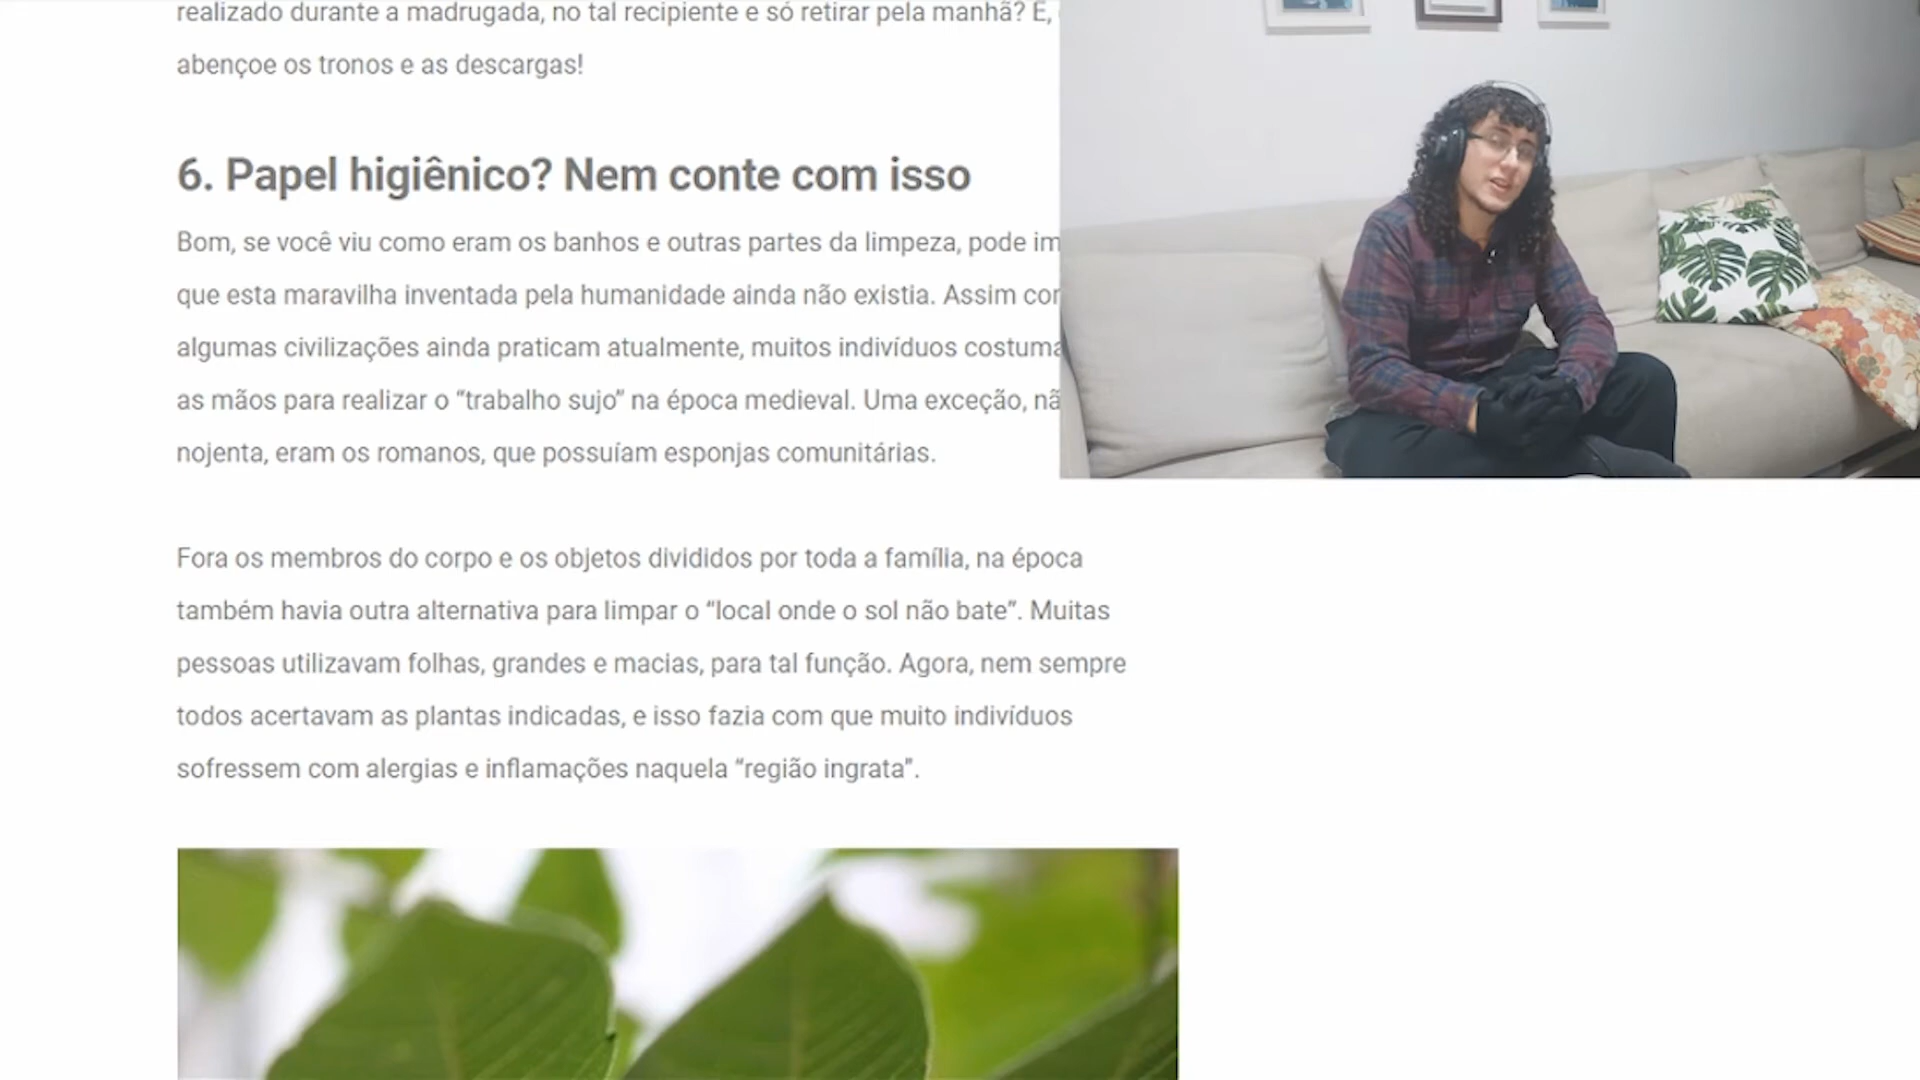 realizado durante a madrugada, no tal recipiente e só retirar pela manhã? E,
abençoe os tronos e as descargas!
6. Papel higiênico? Nem conte com isso
Bom, se você viu como eram os banhos e outras partes da limpeza, pode
que esta maravilha inventada pela humanidade ainda não existia. Assim
algumas civilizações ainda praticam atualmente, muitos indivíduos
as mãos para realizar o “trabalho sujo” na época medieval. Uma exceção,
nojenta, eram os romanos, que possuíam esponjas comunitárias.
Fora os membros do corpo e os objetos divididos por toda a família, na época
também havia outra alternativa para limpar o “local onde o sol não bate”. Muitas
pessoas utilizavam folhas, grandes e macias, para tal função. Agora, nem sempre
todos acertavam as plantas indicadas, e isso fazia com que muito indivíduos
sofressem com alergias e inflamações naquela “região ingrata”.